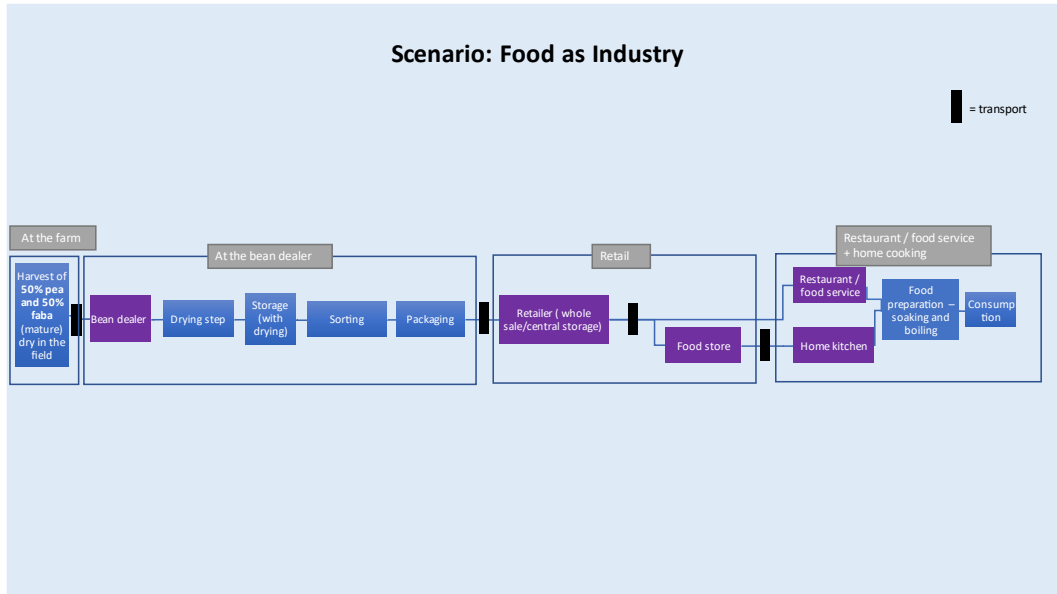 Scenario: Food as Industry
= transport
At the farm
Harvest of
50% pea
and 50%
faba
(mature)
dry in the
field
At the bean dealer
Bean dealer
Drying step
Storage
(with
drying)
Sorting
Packaging
Retail
Retailer ( whole
sale/central storage)
Food store
Restaurant / food service
+ home cooking
Restaurant /
food service
Home kitchen
Food
preparation –
soaking and
boiling
Consump
tion